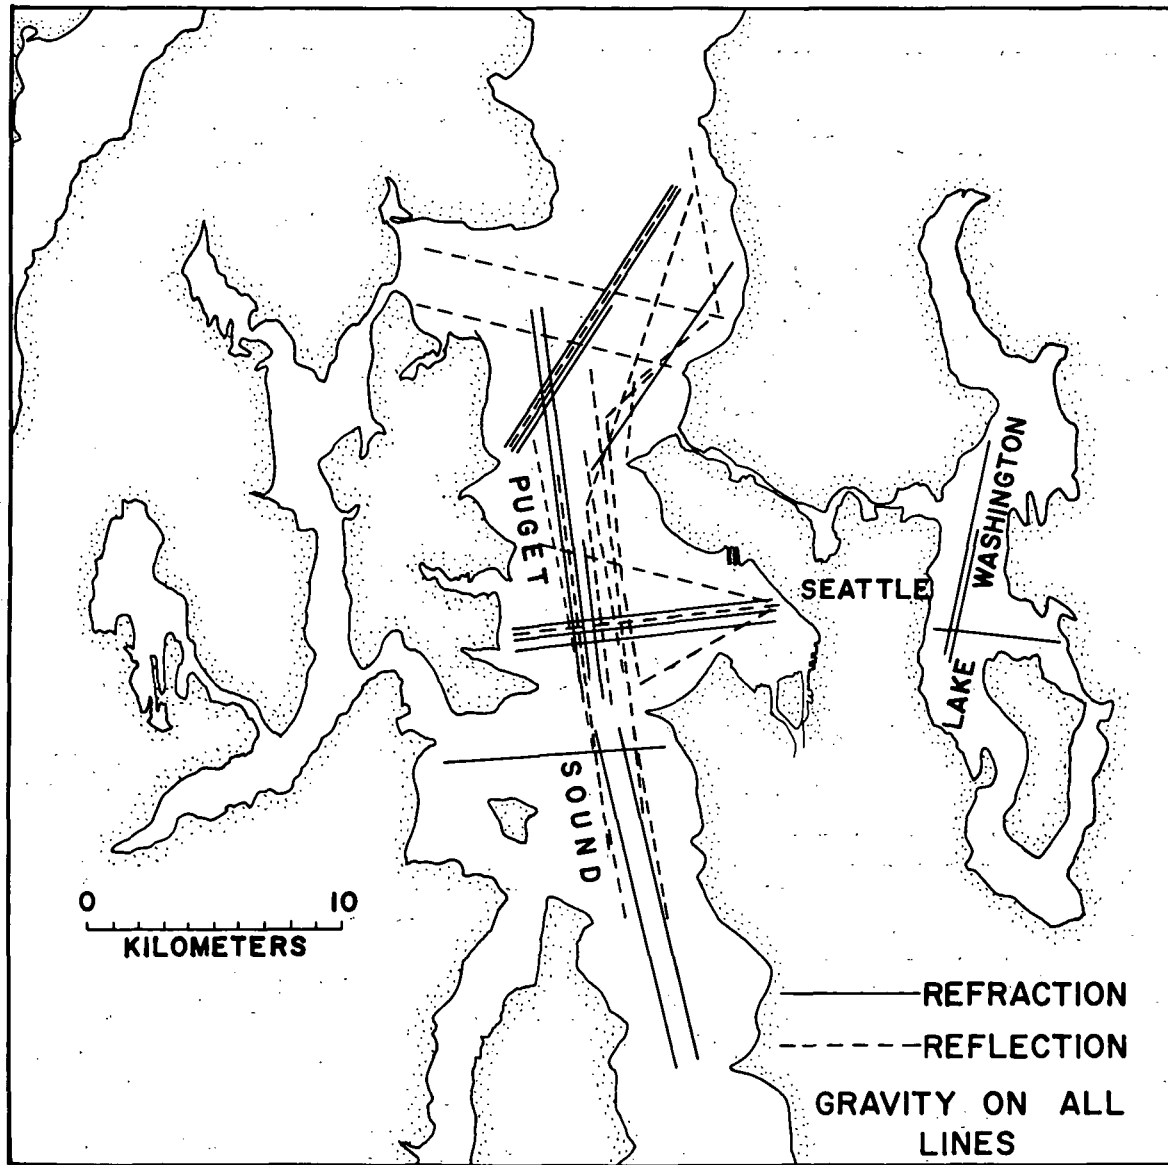 PUGET
SOUND
SEATTLE
LAKE WASHINGTON
0 10
KILOMETERS
REFRACTION
REFLECTION
GRAVITY ON ALL
LINES